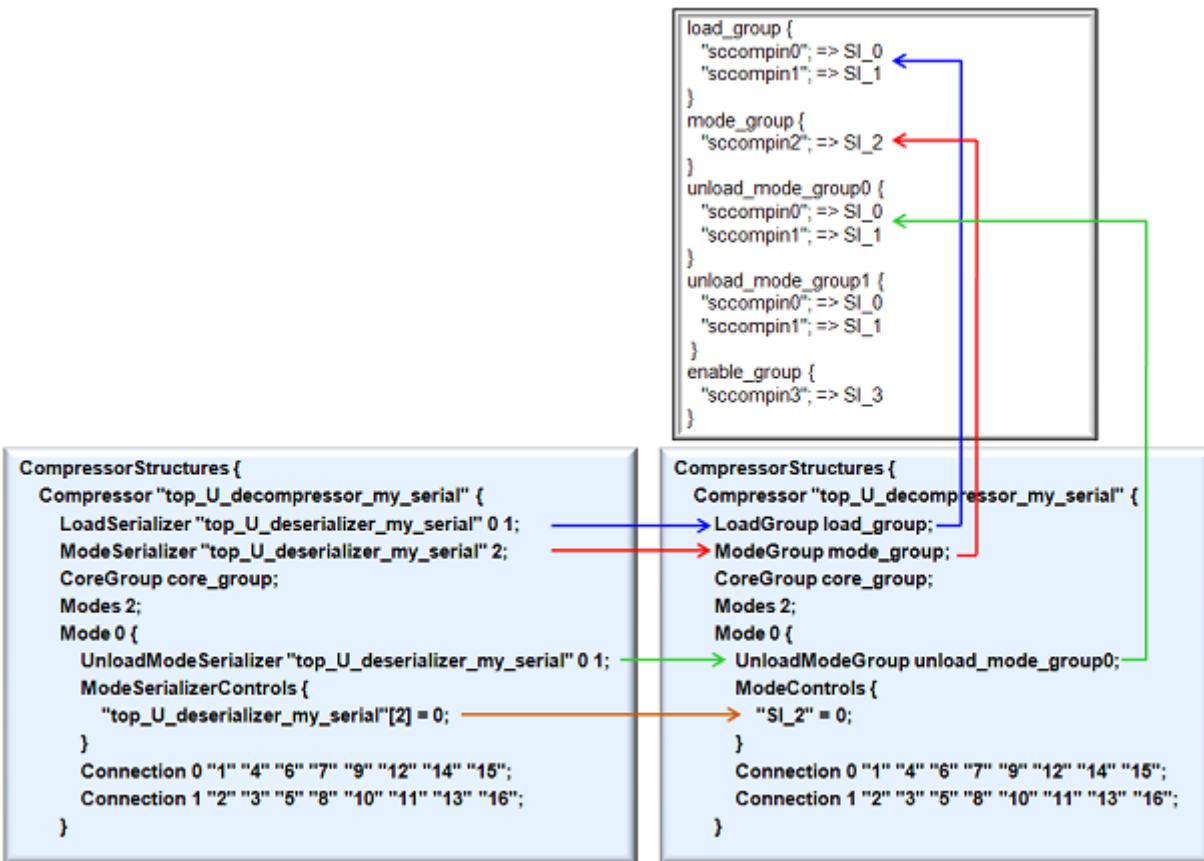 load_group {
"sccompin0"; => SI_0
"sccompin1"; => SI_1
}
mode_group {
"sccompin2"; => SI_2
}
unload_mode_group0 {
"sccompin0"; => SI_0
"sccompin1"; => SI_1
}
unload_mode_group1 {
"sccompin0"; => SI_0
"sccompin1"; => SI_1
}
enable_group {
"sccompin3"; => SI_3
}
CompressorStructures {
Compressor "top_U_decompressor_my_serial" {
LoadSerializer "top_U_deserializer_my_serial" 0 1;
ModeSerializer "top_U_deserializer_my_serial" 2;
CoreGroup core_group;
Modes 2;
Mode 0 {
UnloadModeSerializer "top_U_deserializer_my_serial" 0 1;
ModeSerializerControls {
"top_U_deserializer_my_serial"[2] = 0;
}
Connection 0 "1" "4" "6" "7" "9" "12" "14" "15";
Connection 1 "2" "3" "5" "8" "10" "11" "13" "16";
}
CompressorStructures {
Compressor "top_U_decompressor_my_serial" {
LoadGroup load_group;
ModeGroup mode_group;
CoreGroup core_group;
Modes 2;
Mode 0 {
UnloadModeGroup unload_mode_group0;
ModeControls {
"SI_2" = 0;
}
Connection 0 "1" "4" "6" "7" "9" "12" "14" "15";
Connection 1 "2" "3" "5" "8" "10" "11" "13" "16";
}